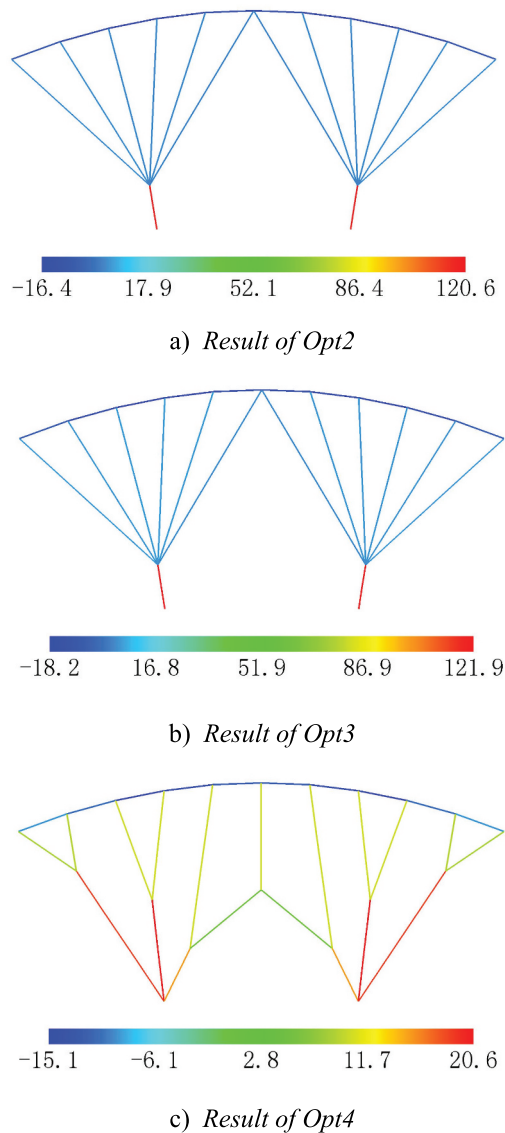 -16.4 17.9 52.1 86.4 120.6
a) Result of Opt2
-18.2 16.8 51.9 86.9 121.9
b) Result of Opt3
-15.1 -6.1 2.8 11.7 20.6
c) Result of Opt4